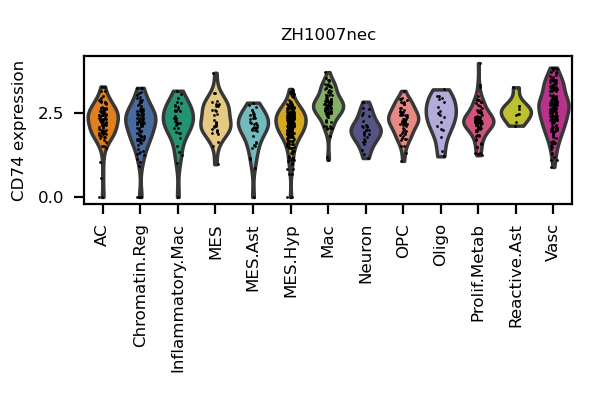 ZH1007nec
CD74 expression
2.5
0.0
AC
Chromatin.Reg
Inflammatory.Mac
MES
MES.Ast
MES.Hyp
Mac
Neuron
OPC
Oligo
Prolif.Metab
Reactive.Ast
Vasc